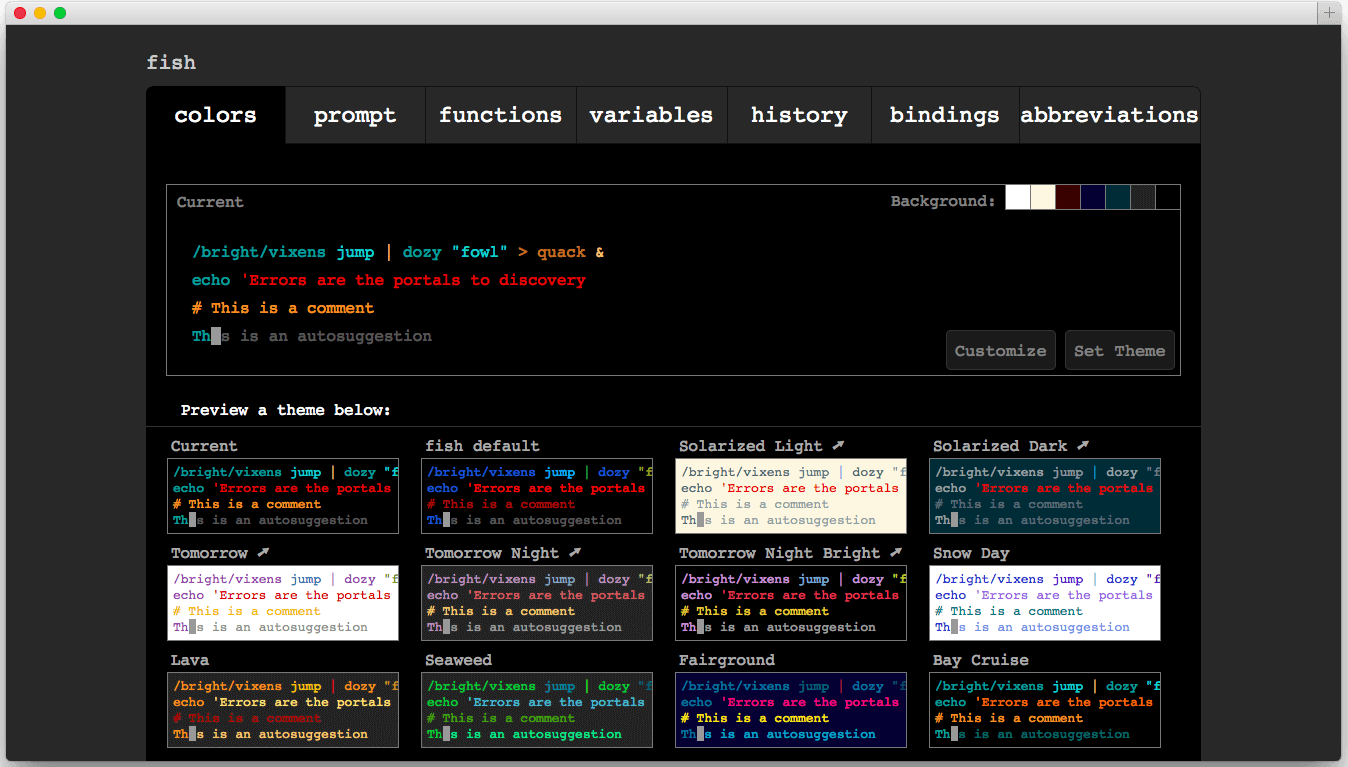 fish
colors prompt functions variables history bindings abbreviations
Current Background:
/bright/vixens jump | dozy "fowl" > quack &
echo 'Errors are the portals to discovery
# This is a comment
Th s is an autosuggestion
Customize Set Theme
Preview a theme below:
Current fish default Solarized Light ➚ Solarized Dark ➚
/bright/vixens jump | dozy "f /bright/vixens jump | dozy "f /bright/vixens jump | dozy "f /bright/vixens jump | dozy "f
echo 'Errors are the portals echo 'Errors are the portals echo 'Errors are the portals echo 'Errors are the portals
# This is a comment # This is a comment # This is a comment # This is a comment
Th s is an autosuggestion Th s is an autosuggestion Th s is an autosuggestion Th s is an autosuggestion
Tomorrow ➚ Tomorrow Night ➚ Tomorrow Night Bright ➚ Snow Day
/bright/vixens jump | dozy "f /bright/vixens jump | dozy "f /bright/vixens jump | dozy "f /bright/vixens jump | dozy "f
echo 'Errors are the portals echo 'Errors are the portals echo 'Errors are the portals echo 'Errors are the portals
# This is a comment # This is a comment # This is a comment # This is a comment
Th s is an autosuggestion Th s is an autosuggestion Th s is an autosuggestion Th s is an autosuggestion
Lava Seaweed Fairground Bay Cruise
/bright/vixens jump | dozy "f /bright/vixens jump | dozy "f /bright/vixens jump | dozy "f /bright/vixens jump | dozy "f
echo 'Errors are the portals echo 'Errors are the portals echo 'Errors are the portals echo 'Errors are the portals
# This is a comment # This is a comment # This is a comment # This is a comment
Th s is an autosuggestion Th s is an autosuggestion Th s is an autosuggestion Th s is an autosuggestion